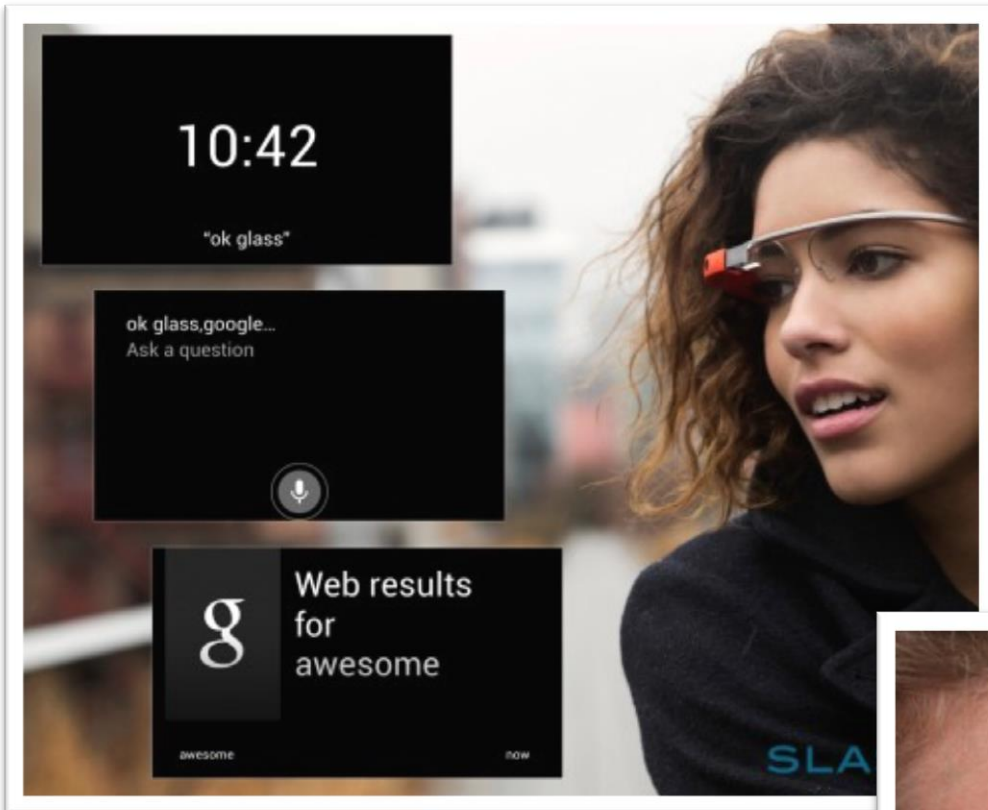 10:42
"ok glass"
ok glass,google...
Ask a question
g
Web results
for
awesome
awesome
now
SLA